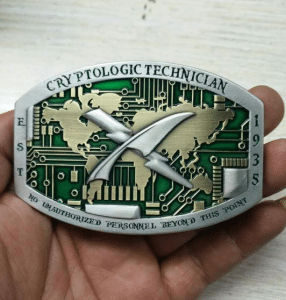 CRYPTOLOGIC TECHNICIAN
EST
1935
NO UNAUTHORIZED PERSONNEL BEYOND THIS POINT